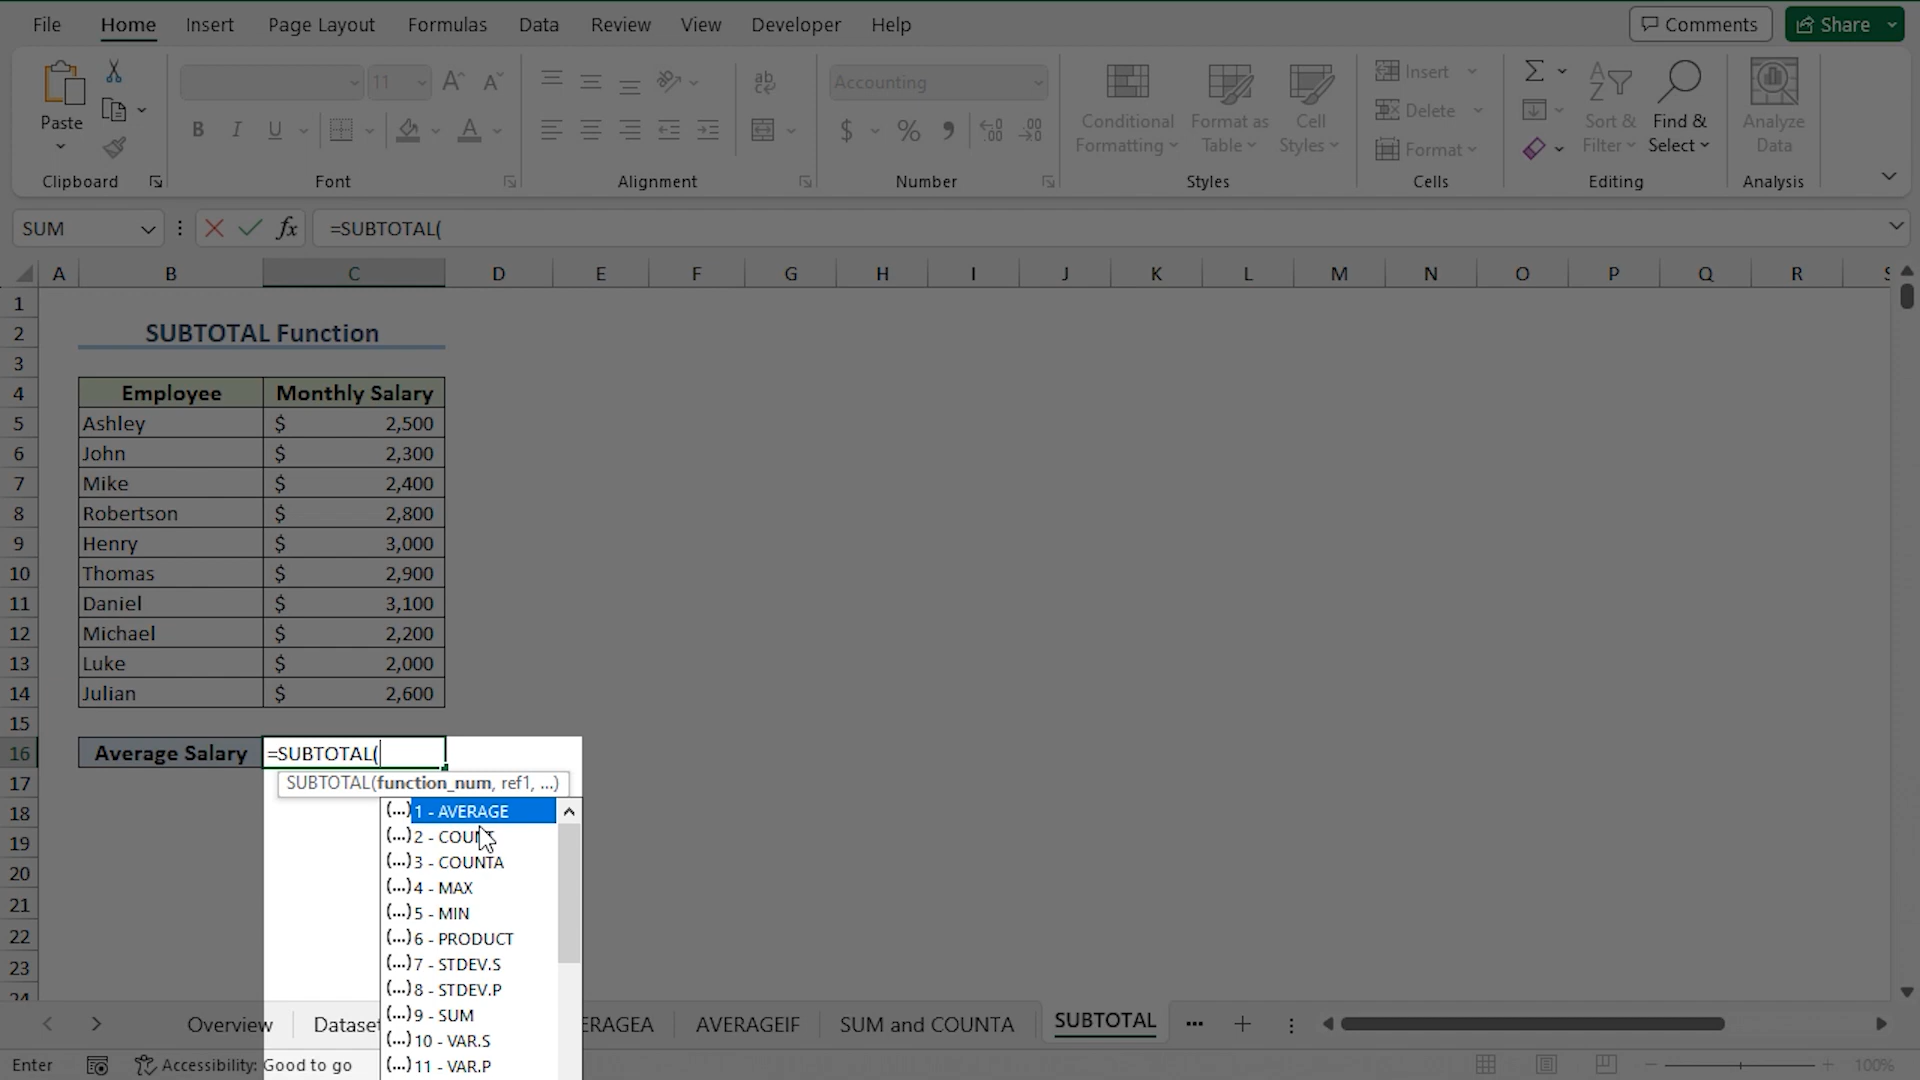 File Home Insert Page Layout Formulas Data Review View Developer Help Comments Share
Paste
11
Accounting
Conditional Formatting
Format as Table
Cell Styles
Insert
Delete
Format
Sort & Filter
Find & Select
Analyze Data
Clipboard Font Alignment Number Styles Cells Editing Analysis
SUM fx =SUBTOTAL(
A B C D E F G H I J K L M N O P Q R S
1
2 SUBTOTAL Function
3
4 Employee Monthly Salary
5 Ashley $ 2,500
6 John $ 2,300
7 Mike $ 2,400
8 Robertson $ 2,800
9 Henry $ 3,000
10 Thomas $ 2,900
11 Daniel $ 3,100
12 Michael $ 2,200
13 Luke $ 2,000
14 Julian $ 2,600
15
16 Average Salary =SUBTOTAL(
17 SUBTOTAL(function_num, ref1, ...)
18 (...) 1 - AVERAGE
19 (...) 2 - COUNT
(...) 3 - COUNTA
20 (...) 4 - MAX
21 (...) 5 - MIN
22 (...) 6 - PRODUCT
23 (...) 7 - STDEV.S
24 (...) 8 - STDEV.P
(...) 9 - SUM
(...) 10 - VAR.S
(...) 11 - VAR.P
Overview Dataset ERAGEA AVERAGEIF SUM and COUNTA SUBTOTAL
Enter Accessibility: Good to go 100%